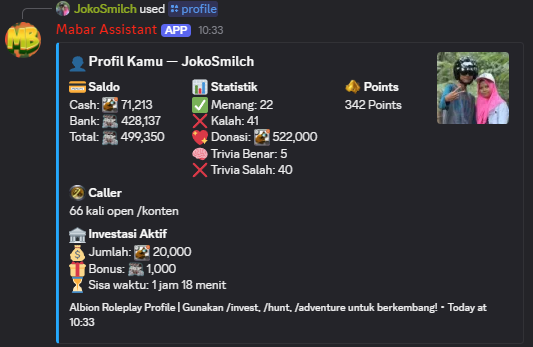 JokoSmilch used profile
MB
Mabar Assistant APP 10:33
Profil Kamu — JokoSmilch
Saldo
Cash: 71,213
Bank: 428,137
Total: 499,350
Statistik
Menang: 22
Kalah: 41
Donasi: 522,000
Trivia Benar: 5
Trivia Salah: 40
Points
342 Points
Caller
66 kali open /konten
Investasi Aktif
Jumlah: 20,000
Bonus: 1,000
Sisa waktu: 1 jam 18 menit
Albion Roleplay Profile | Gunakan /invest, /hunt, /adventure untuk berkembang! • Today at
10:33